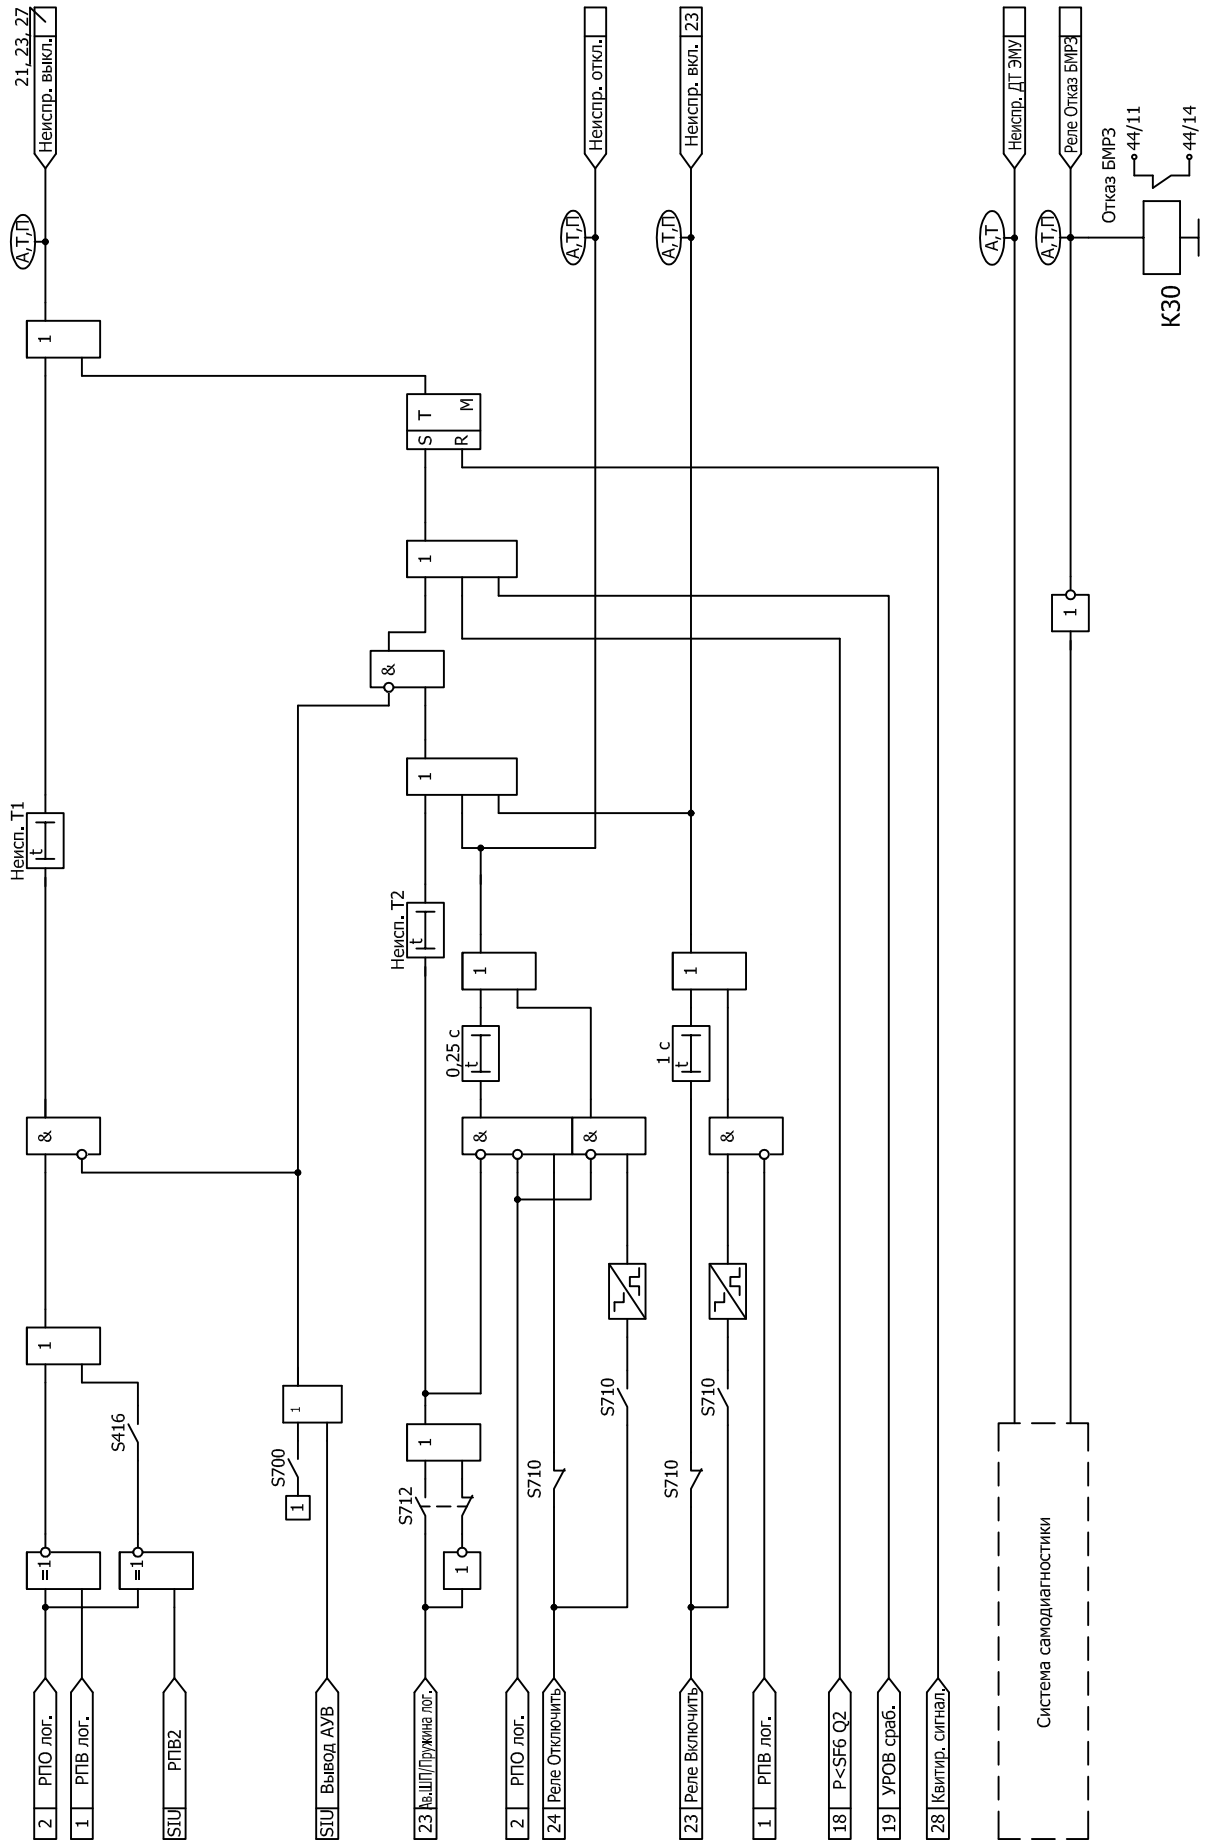 2 РПО лог.
1 РПВ лог.
SIU РПВ2
SIU Вывод АУВ
23 Ав.ШП/Пружина лог.
2 РПО лог.
24 Реле Отключить
23 Реле Включить
1 РПВ лог.
18 P<SF6 Q2
19 УРОВ сраб.
28 Квитир. сигнал.
Система самодиагностики
=1
=1
S416
1
&
Неисп. Т1
t
1
А,Т,П
Неиспр. выкл.
21, 23, 27
1
S700
1
S712
1
1
Неисп. Т2
t
1
&
1
S T
R M
S710
S710
&
&
0,25 с
t
1
А,Т,П
Неиспр. откл.
S710
S710
&
1 с
t
1
А,Т,П
Неиспр. вкл. 23
А,Т
Неиспр. ДТ ЭМУ
1
А,Т,П
Реле Отказ БМРЗ
Отказ БМРЗ
44/11
44/14
К30